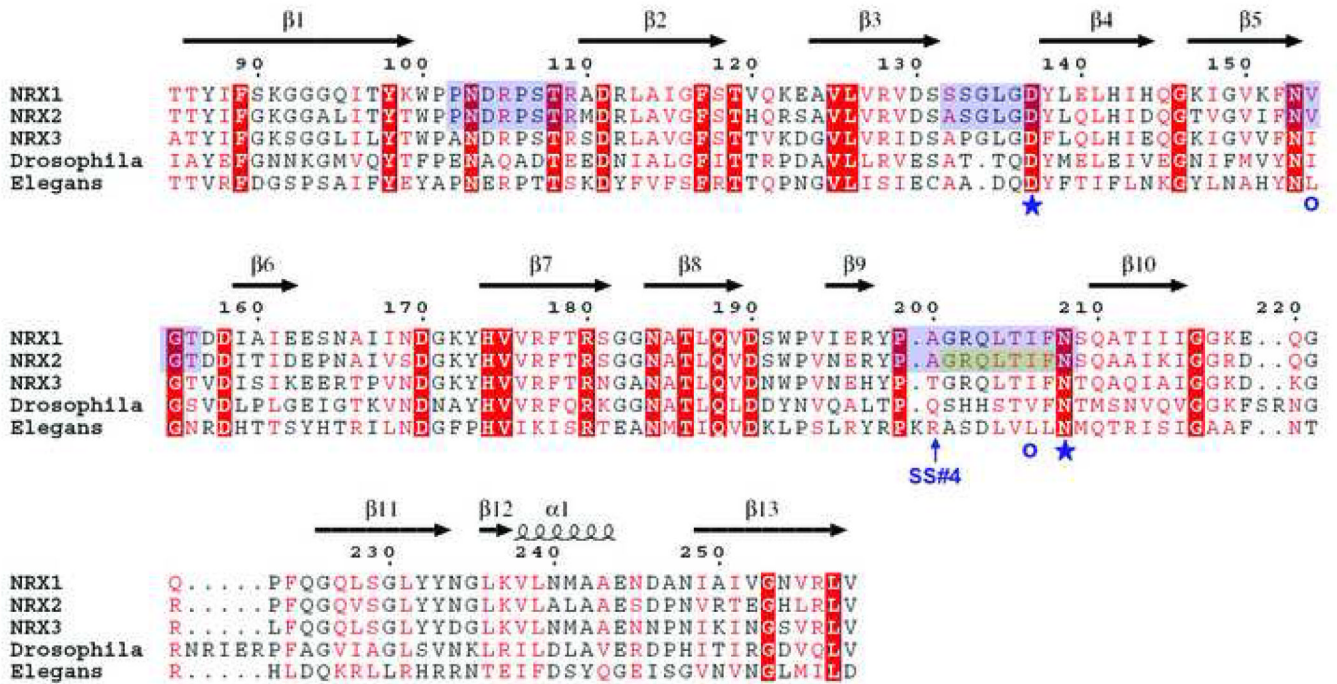 β1 β2 β3 β4 β5
90 100 110 120 130 140 150
NRX1 TTYIFSKGGGQITYKWPPNDRPSTRADRLAIGFSTVQKEAVLVRVDSSSGLGDYLELHIHQGKIGVKFNV
NRX2 TTYIFGKSGGLITYTWPPNDRPSTRMDRLAVGFSTHQRSAVLVRVDSASGLGDYLQLHIDQGTVGVIFNV
NRX3 ATYIFGKSGGLILYTWPANDRPSTRSDRLAVGFSTTVKDGVLVRIDSAPGLGDFLQLHIEQGKIGVVFNI
Drosophila IAYEFGNNKGMVQYTFPENAQADTEEDNIALGFITTRPDAVLLRVESAT.TQDYMELEIVEGNIFMVYNI
Elegans TTVRFDGSPSAIFYEYAPNERPTTSKDYFVFSFRTTQPNGVLISIECAA.DQDYFTIFLNKGYLNAHYNL
★ o
β6 β7 β8 β9 β10
160 170 180 190 200 210 220
NRX1 GTDDIAIEESNAIINDGKYHVVRFTRSGGNATLQVDSWPVIERYP.AGRQLTIFNSQATIIIGGKE..QG
NRX2 GTDDITIDEPNAIVSDGKYHVVRFTRSGGNATLQVDSWPVNERYP.AGRQLTIFNSQAAIKIGGRD..QG
NRX3 GTVDISIKEERTPVNDGKYHVVRFTRNGGNATLQVDNWPVNEHYP.TGRQLTIFNTQAQIAIGGKD..KG
Drosophila GSVDLPLGEIGTKVNDNAYHVVRFQRKGGNATLQLDDYNVQALTP.QSHHSTVFNTMSNVQVGGKFSRNG
Elegans GNRDHTTTSYHTRILNDGFPHVIKISRTEANMTIQVDKLPSLRYRPKRASDLVLLNMQTRISIGAAF..NT
↑ o ★
SS#4
β11 β12 α1 β13
230 240 250
NRX1 Q.....PFQGQLSGLYYNGLKVLNMAAENDANIAIVGNVRLV
NRX2 R.....PFQGQVSGLYYNGLKVLALAAESDPNVRTEGHLRLV
NRX3 R.....LFQGQLSGLYYDGLKVLNMAAENNPNIKINGSVRLV
Drosophila RNRIERPFAGVIAGLSVNKLRILDLAVERDPHITIRGDVQLV
Elegans R.....HLDQKRLLRHRRNTEIFDSYQGEISGVNVNGLMILD